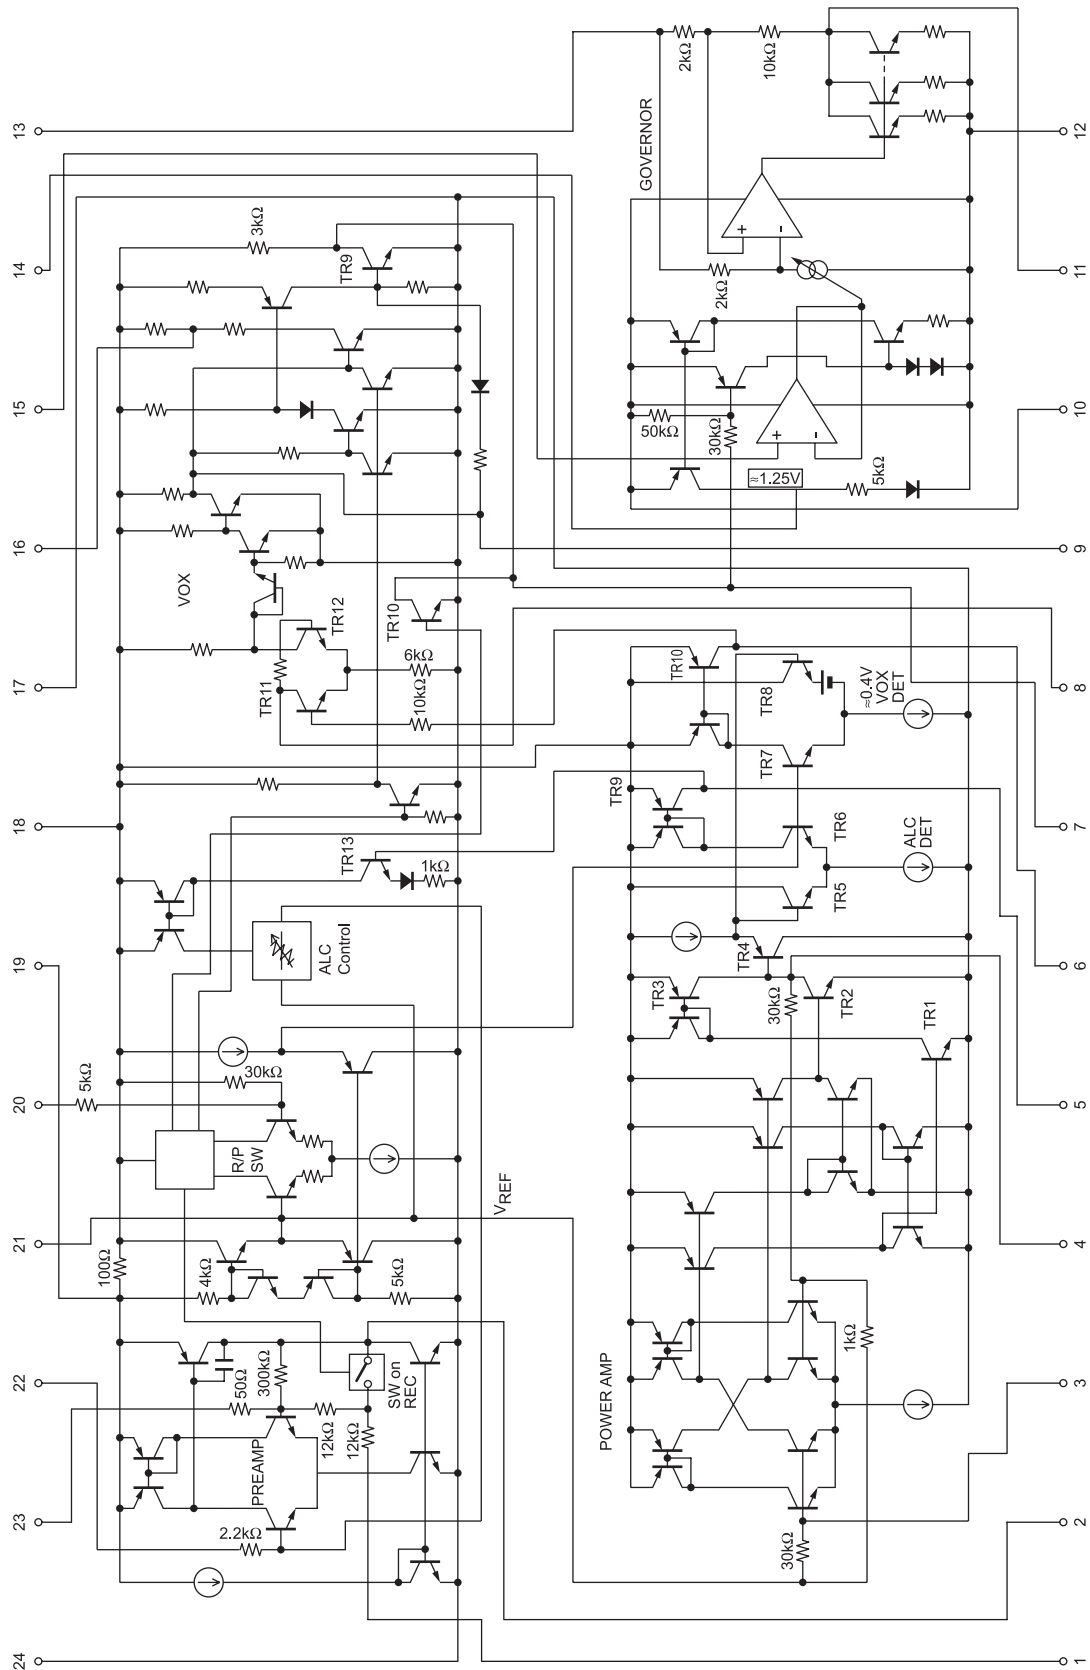 24
23
22
21
20
19
18
17
16
15
14
13
2.2kΩ
PREAMP
50Ω
300kΩ
12kΩ
12kΩ
SW on
REC
100Ω
4kΩ
5kΩ
VREF
5kΩ
R/P
SW
30kΩ
ALC
Control
TR13
1kΩ
TR11
TR12
10kΩ
6kΩ
TR10
VOX
TR9
3kΩ
POWER AMP
30kΩ
1kΩ
TR1
TR2
30kΩ
TR3
TR4
TR5
ALC
DET
TR6
TR9
TR7
TR8
TR10
≈0.4V
VOX
DET
≈1.25V
5kΩ
50kΩ
30kΩ
2kΩ
GOVERNOR
2kΩ
10kΩ
1
2
3
4
5
6
7
8
9
10
11
12